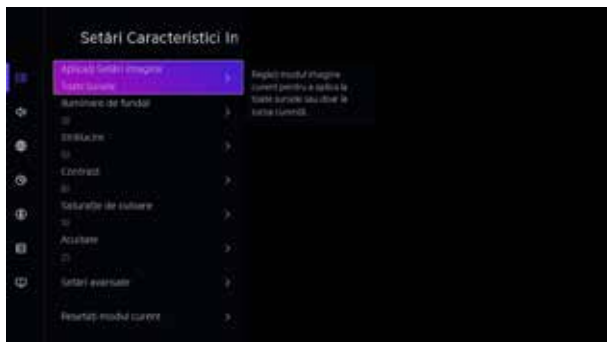 Setări Caracteristici In
Aplicați Setări Imagine
Toate Sursele
Iluminare de fundal
Strălucire
Contrast
Saturație de culoare
Acuitate
Setări avansate
Resetați modul curent
Reglați modul imagine
curent pentru a aplica la
toate sursele sau doar la
sursa curentă.